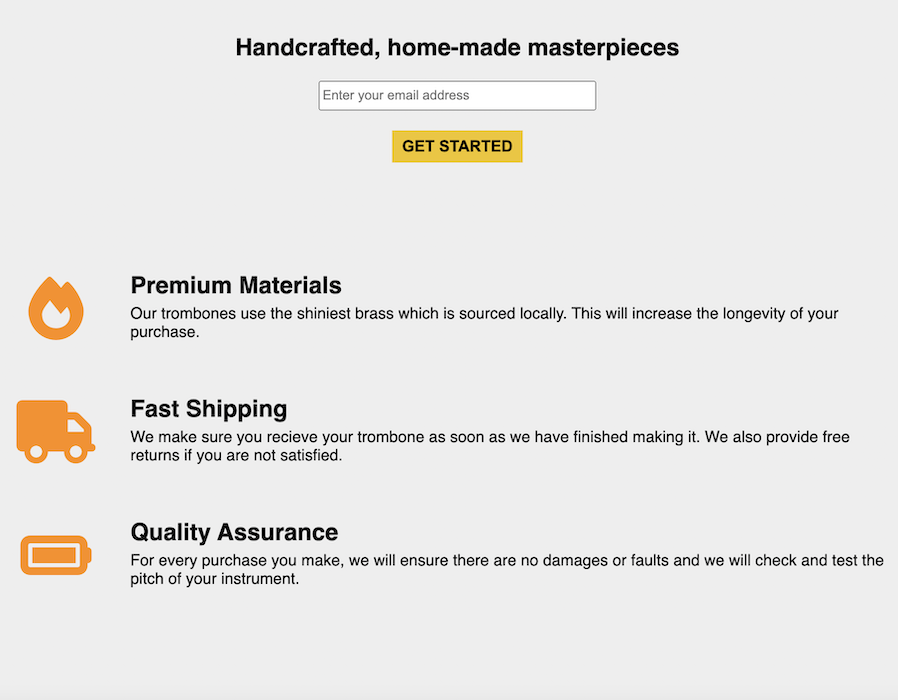 Handcrafted, home-made masterpieces
Enter your email address
GET STARTED
Premium Materials
Our trombones use the shiniest brass which is sourced locally. This will increase the longevity of your
purchase.
Fast Shipping
We make sure you recieve your trombone as soon as we have finished making it. We also provide free
returns if you are not satisfied.
Quality Assurance
For every purchase you make, we will ensure there are no damages or faults and we will check and test the
pitch of your instrument.